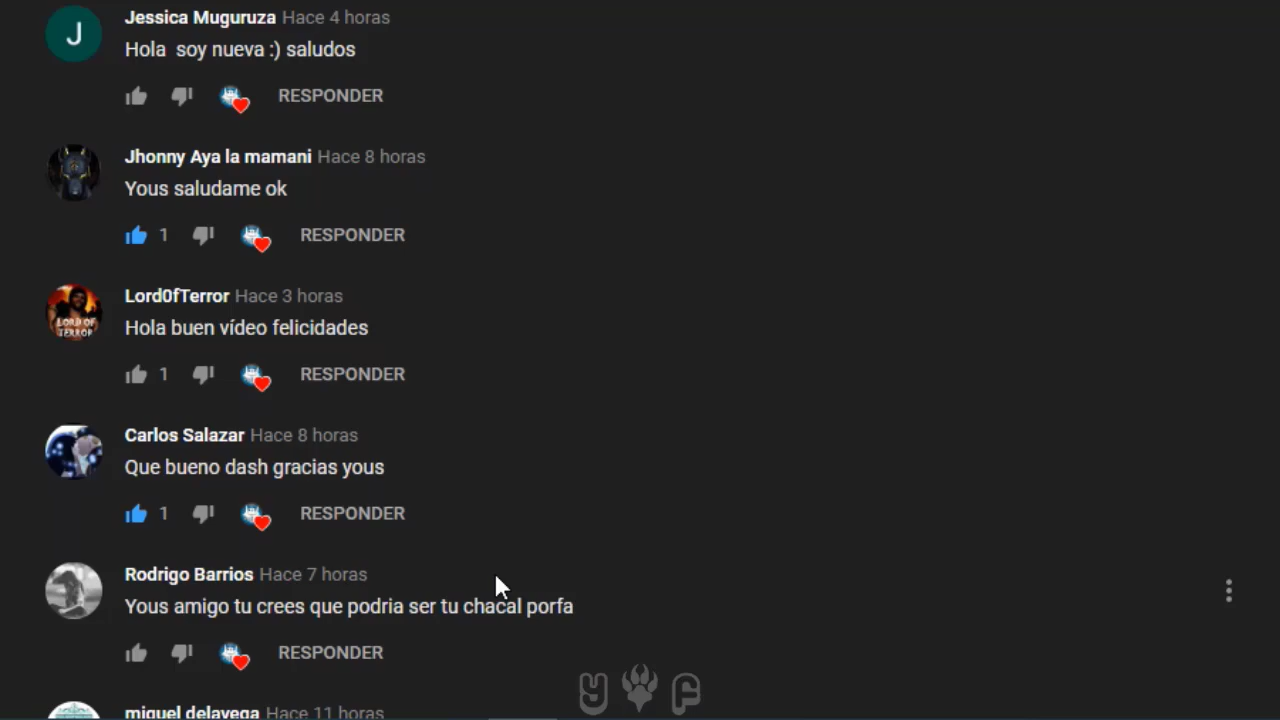 J
Jessica Muguruza Hace 4 horas
Hola soy nueva :) saludos
RESPONDER
Jhonny Aya la mamani Hace 8 horas
Yous saludame ok
1 RESPONDER
Lord0fTerror Hace 3 horas
LORD OF
TERROR
Hola buen vídeo felicidades
1 RESPONDER
Carlos Salazar Hace 8 horas
Que bueno dash gracias yous
1 RESPONDER
Rodrigo Barrios Hace 7 horas
Yous amigo tu crees que podria ser tu chacal porfa
RESPONDER
miguel delavega Hace 11 horas